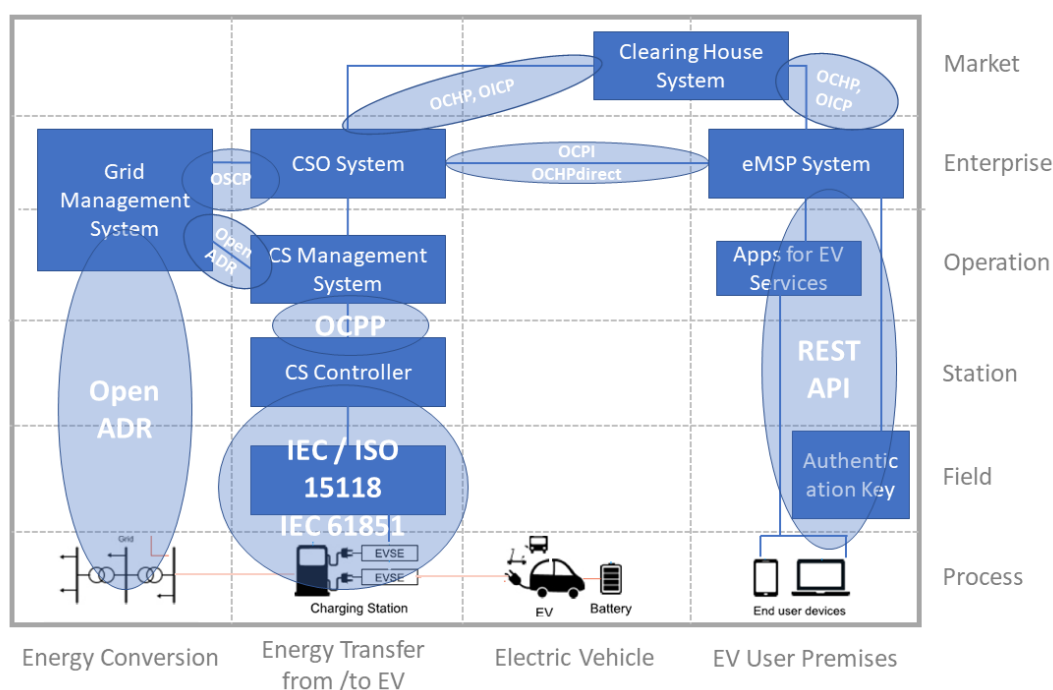 Clearing House
System
Market
OCHP, OICP
OCHP,
OICP
Grid
Management
System
OSCP
CSO System
OCPI
OCHPdirect
eMSP System
Enterprise
Open
ADR
CS Management
System
Apps for EV
Services
Operation
OCPP
Open
ADR
CS Controller
REST
API
Station
IEC / ISO
15118
IEC 61851
Authentic
ation Key
Field
Grid
EVSE
EVSE
Charging Station
EV
Battery
End user devices
Process
Energy Conversion
Energy Transfer
from /to EV
Electric Vehicle
EV User Premises